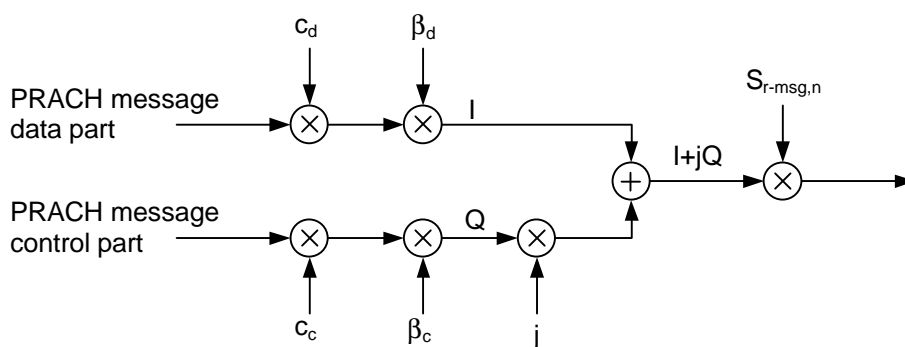 c_d
β_d
S_r-msg,n
PRACH message
data part
I
I+jQ
PRACH message
control part
Q
c_c
β_c
j